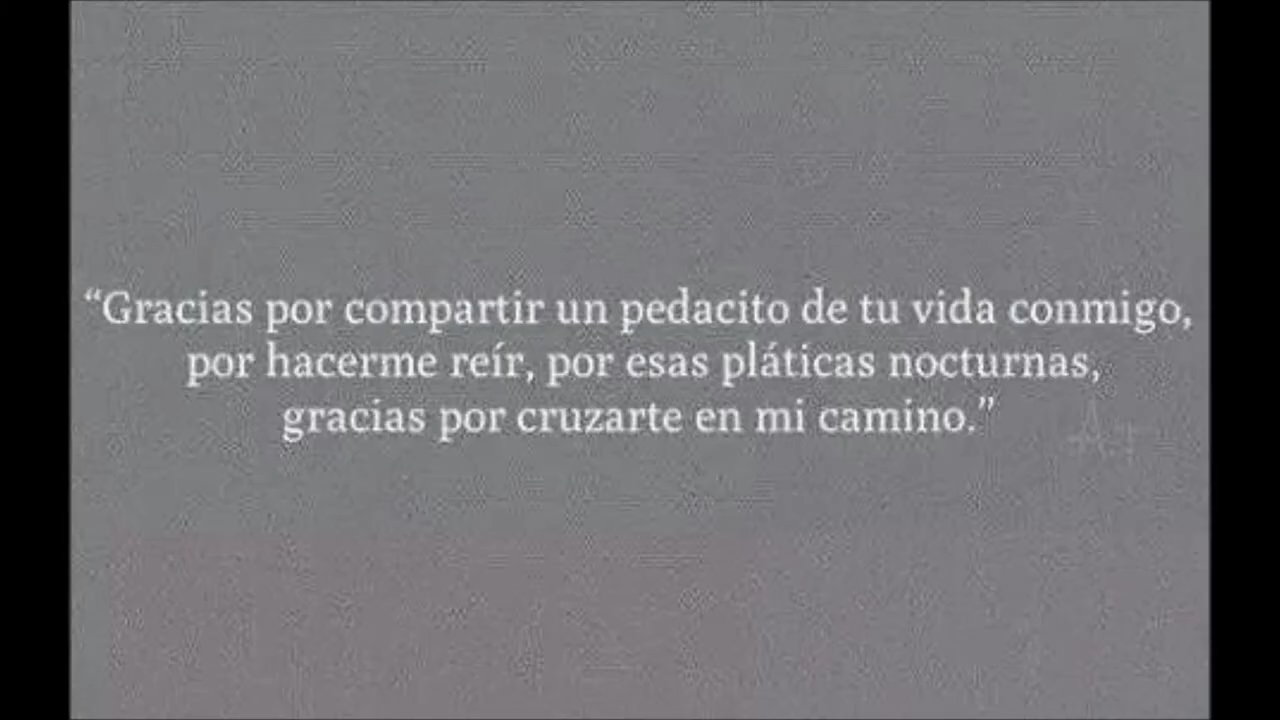 “Gracias por compartir un pedacito de tu vida conmigo,
por hacerme reír, por esas pláticas nocturnas,
gracias por cruzarte en mi camino.”